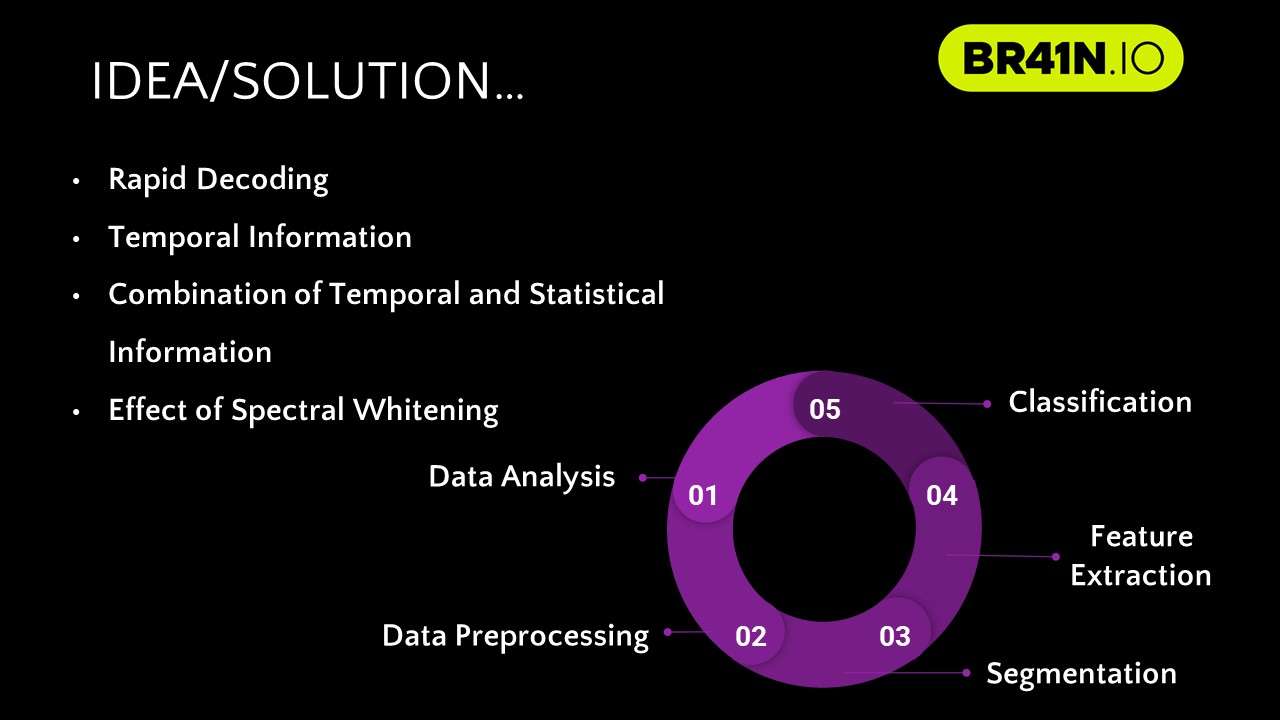 IDEA/SOLUTION...
BR41N.IO
• Rapid Decoding
• Temporal Information
• Combination of Temporal and Statistical
Information
• Effect of Spectral Whitening
05
Classification
Data Analysis
01
04
Feature
Extraction
Data Preprocessing
02
03
Segmentation